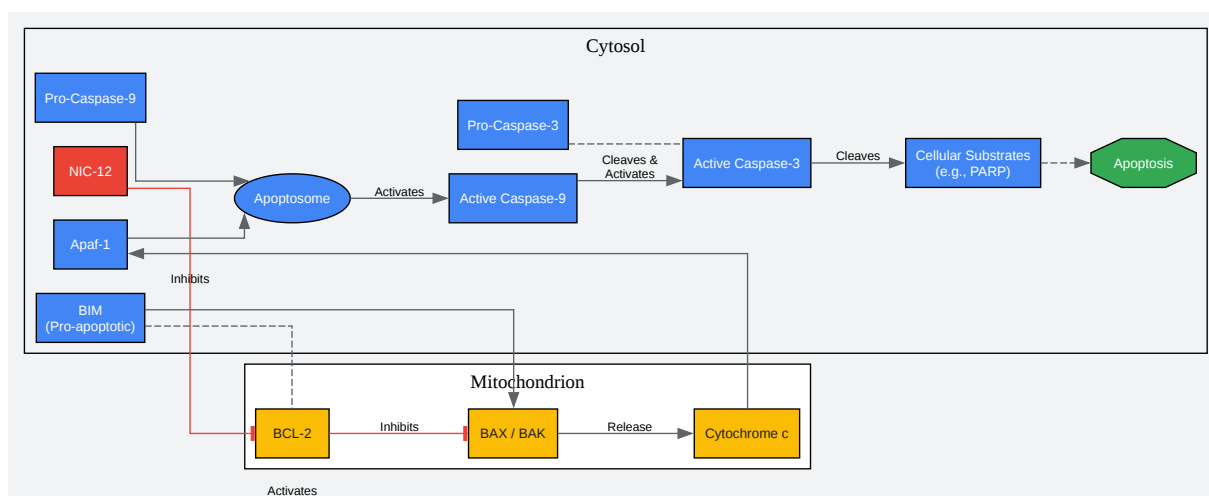 Cytosol
Pro-Caspase-9
Pro-Caspase-3
NIC-12
Cleaves &
Activates
Active Caspase-3
Cleaves
Cellular Substrates
(e.g., PARP)
Apoptosis
Apoptosome
Activates
Active Caspase-9
Apaf-1
Inhibits
BIM
(Pro-apoptotic)
Mitochondrion
BCL-2
Inhibits
BAX / BAK
Release
Cytochrome c
Activates